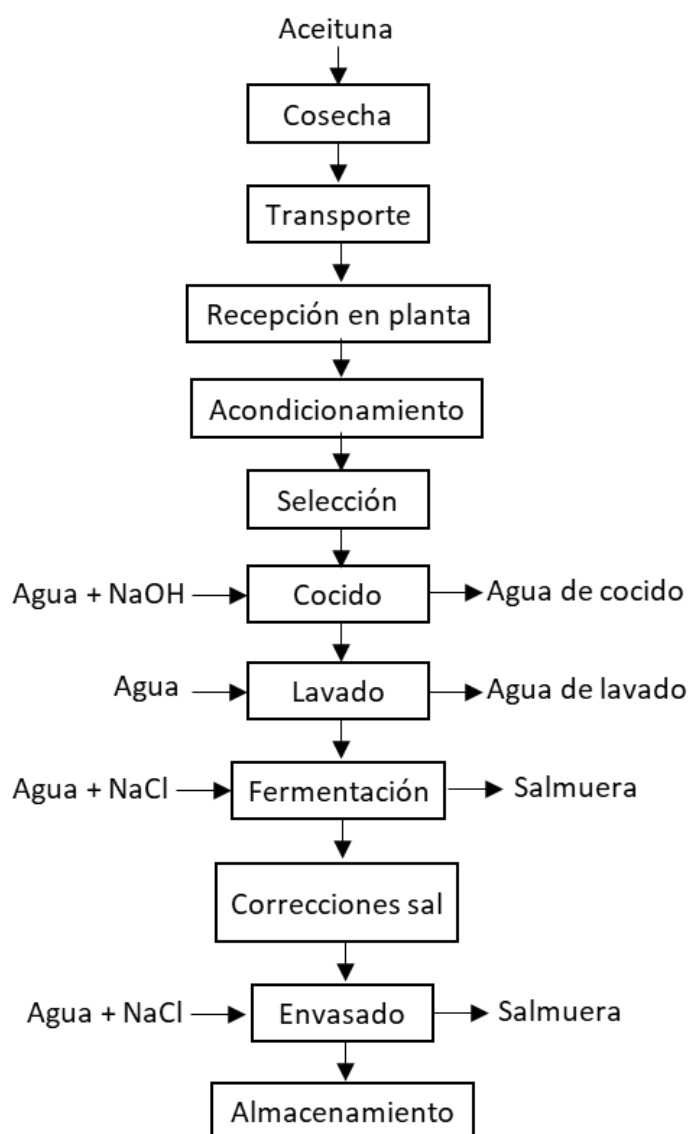 Aceituna
Cosecha
Transporte
Recepción en planta
Acondicionamiento
Selección
Agua + NaOH
Cocido
Agua de cocido
Agua
Lavado
Agua de lavado
Agua + NaCl
Fermentación
Salmuera
Correcciones sal
Agua + NaCl
Envasado
Salmuera
Almacenamiento